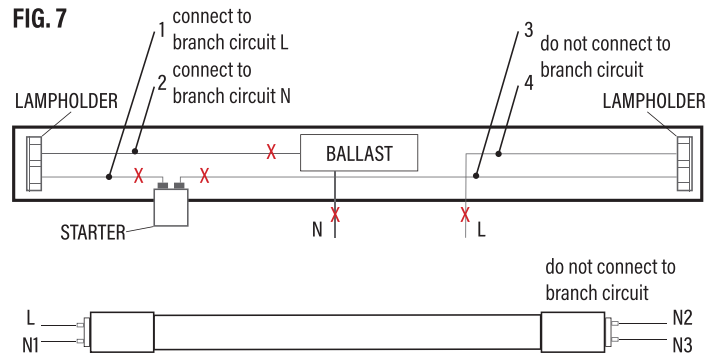 FIG. 7
1
connect to
branch circuit L
2
connect to
branch circuit N
3
do not connect to
branch circuit
4
LAMPHOLDER
LAMPHOLDER
BALLAST
X
X
X
X
X
STARTER
N
L
do not connect to
branch circuit
L
N1
N2
N3